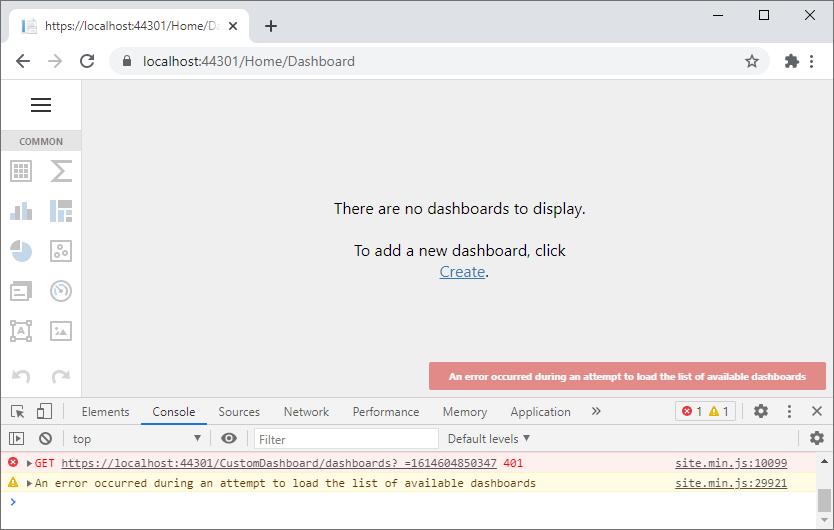 https://localhost:44301/Home/Da
localhost:44301/Home/Dashboard
COMMON
There are no dashboards to display.
To add a new dashboard, click
Create.
A
An error occurred during an attempt to load the list of available dashboards
Elements Console Sources Network Performance Memory Application » 1 1
top Filter Default levels
GET https://localhost:44301/CustomDashboard/dashboards?_=1614604850347 401 site.min.js:10099
An error occurred during an attempt to load the list of available dashboards site.min.js:29921